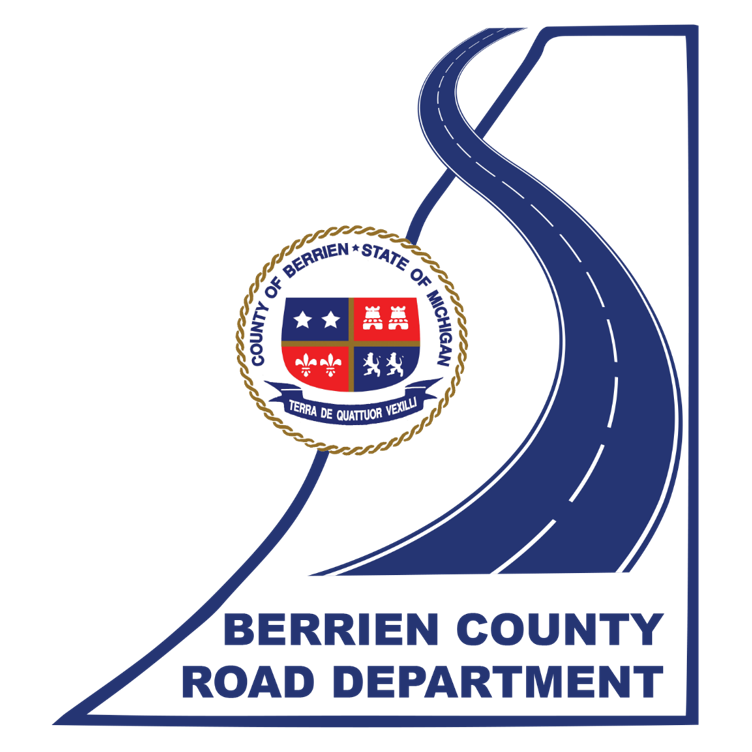 COUNTY OF BERRIEN ★ STATE OF MICHIGAN
TERRA DE QUATTUOR VEXILLI
BERRIEN COUNTY
ROAD DEPARTMENT